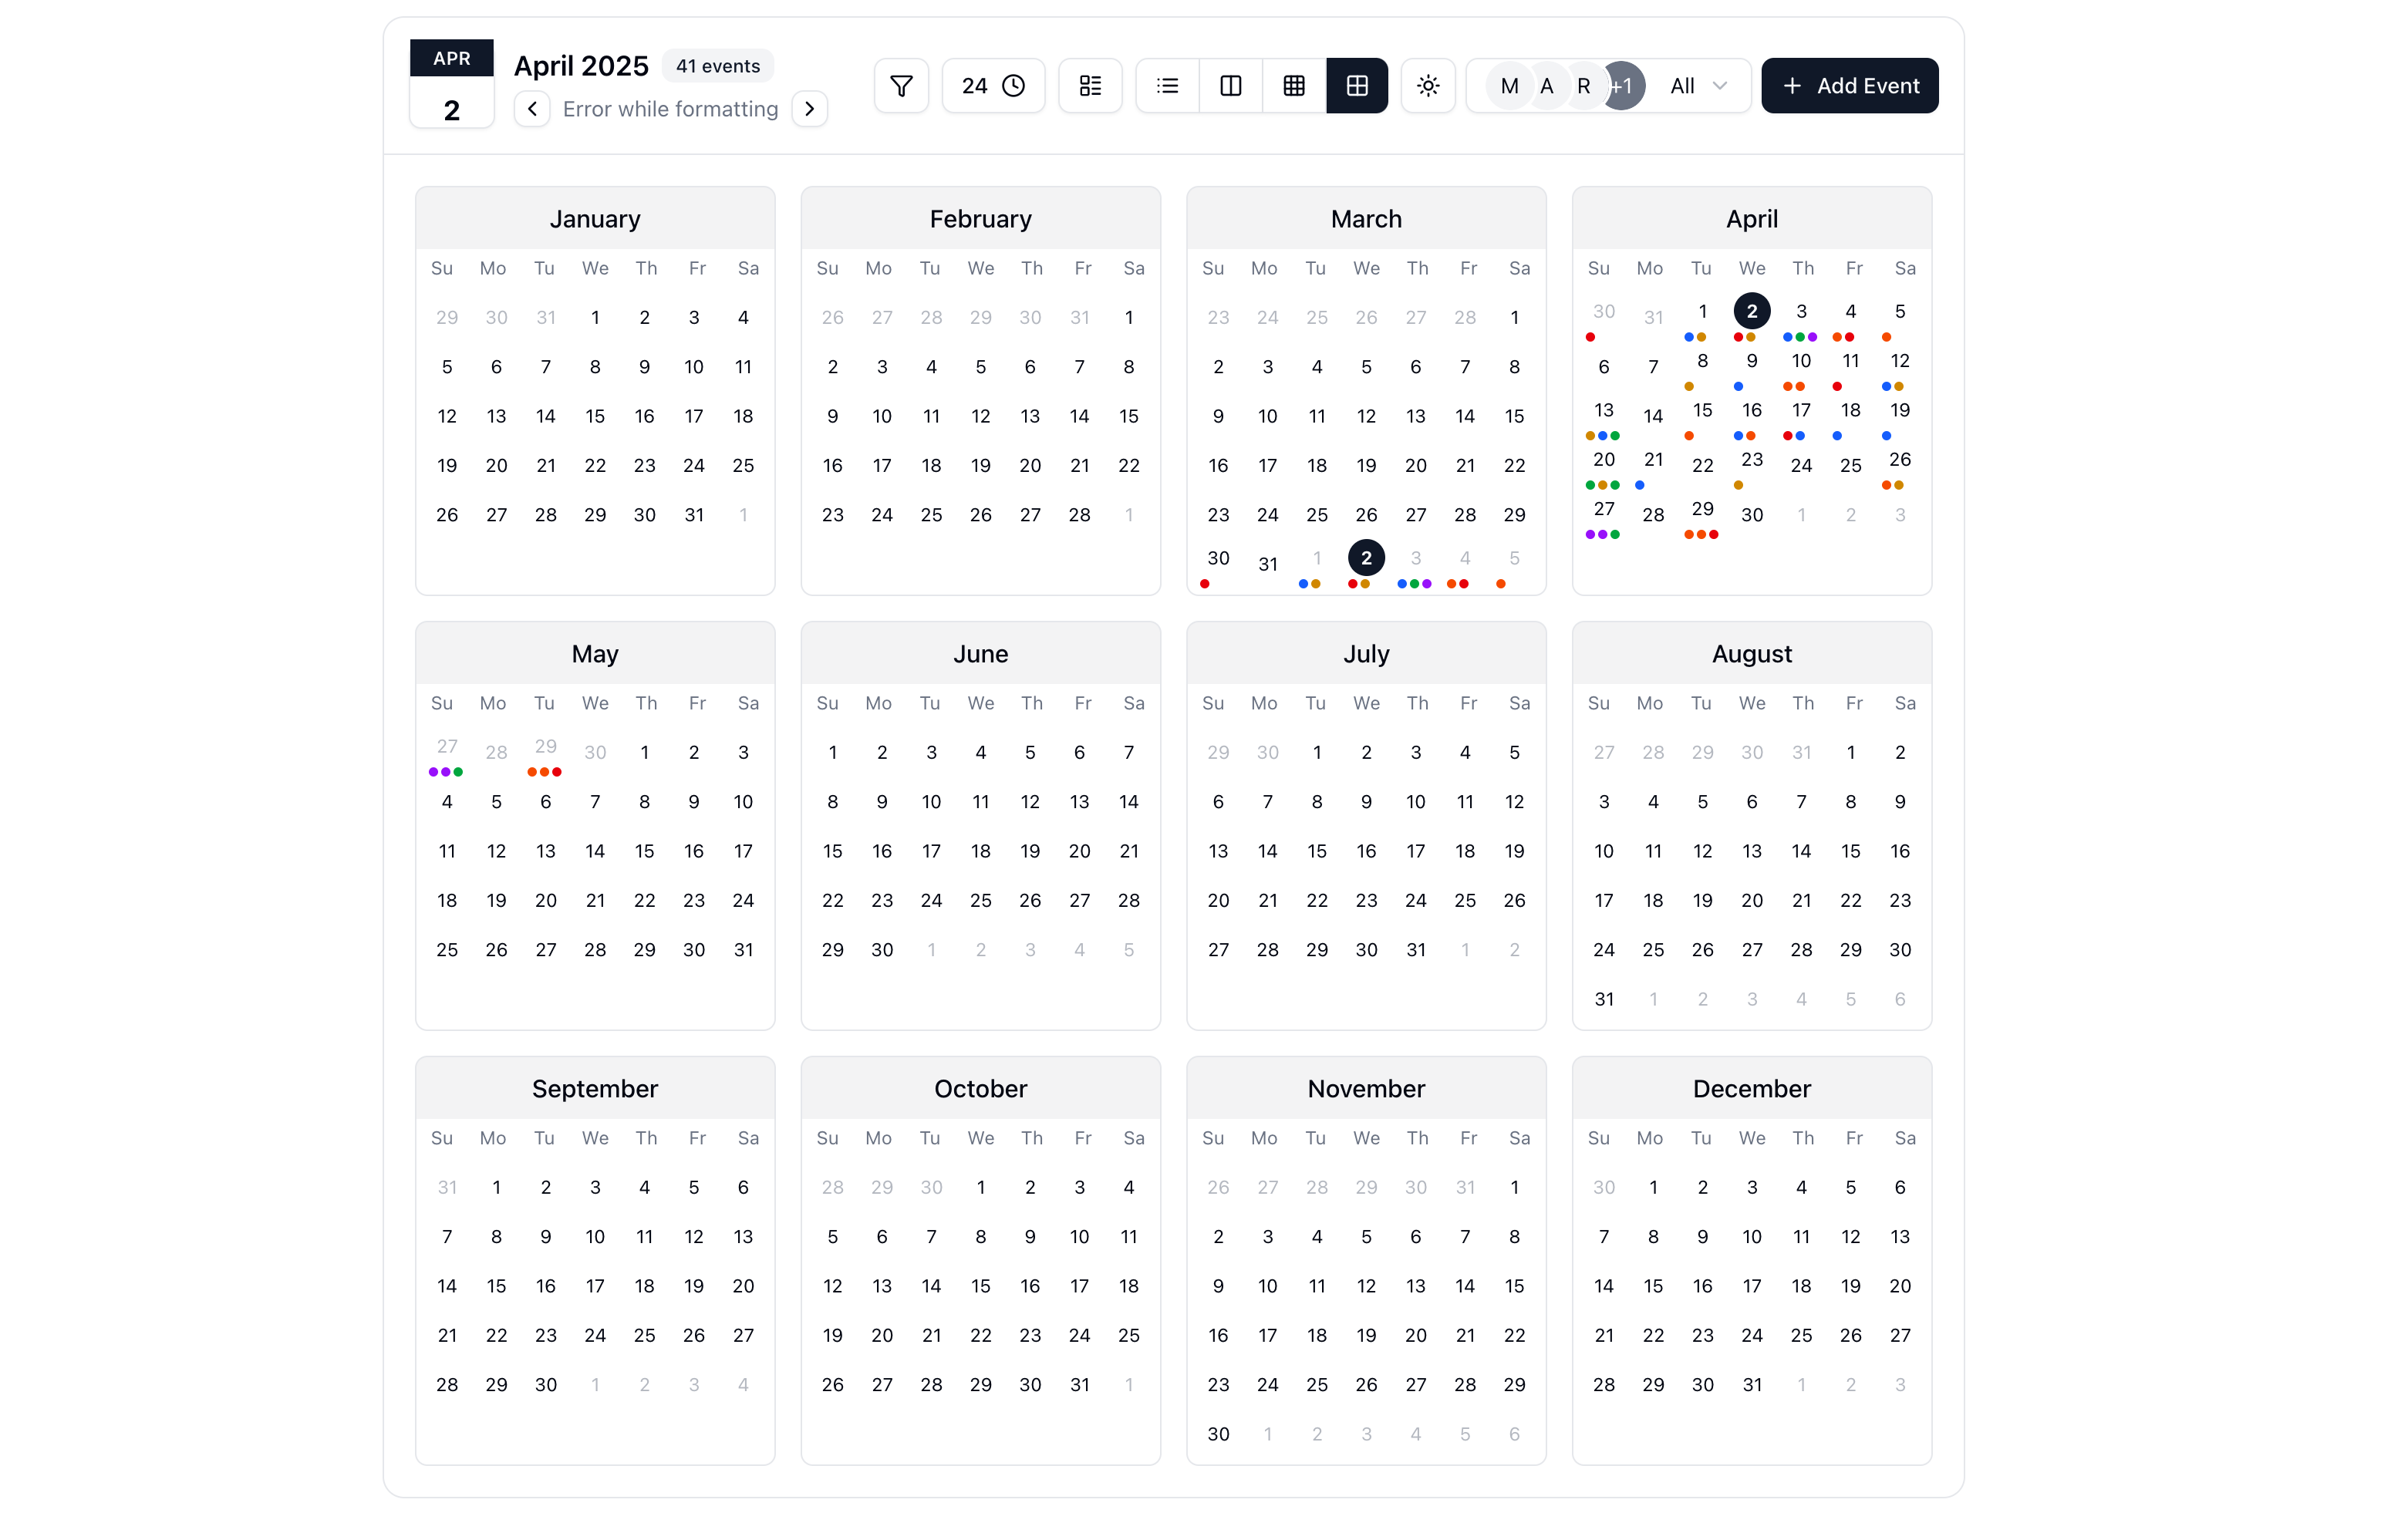 APR
2
April 2025 41 events
Error while formatting
24
M A R +1 All
+ Add Event
January
Su Mo Tu We Th Fr Sa
29 30 31 1 2 3 4
5 6 7 8 9 10 11
12 13 14 15 16 17 18
19 20 21 22 23 24 25
26 27 28 29 30 31 1
February
Su Mo Tu We Th Fr Sa
26 27 28 29 30 31 1
2 3 4 5 6 7 8
9 10 11 12 13 14 15
16 17 18 19 20 21 22
23 24 25 26 27 28 1
March
Su Mo Tu We Th Fr Sa
23 24 25 26 27 28 1
2 3 4 5 6 7 8
9 10 11 12 13 14 15
16 17 18 19 20 21 22
23 24 25 26 27 28 29
30 31 1 2 3 4 5
April
Su Mo Tu We Th Fr Sa
30 31 1 2 3 4 5
6 7 8 9 10 11 12
13 14 15 16 17 18 19
20 21 22 23 24 25 26
27 28 29 30 1 2 3
May
Su Mo Tu We Th Fr Sa
27 28 29 30 1 2 3
4 5 6 7 8 9 10
11 12 13 14 15 16 17
18 19 20 21 22 23 24
25 26 27 28 29 30 31
June
Su Mo Tu We Th Fr Sa
1 2 3 4 5 6 7
8 9 10 11 12 13 14
15 16 17 18 19 20 21
22 23 24 25 26 27 28
29 30 1 2 3 4 5
July
Su Mo Tu We Th Fr Sa
29 30 1 2 3 4 5
6 7 8 9 10 11 12
13 14 15 16 17 18 19
20 21 22 23 24 25 26
27 28 29 30 31 1 2
August
Su Mo Tu We Th Fr Sa
27 28 29 30 31 1 2
3 4 5 6 7 8 9
10 11 12 13 14 15 16
17 18 19 20 21 22 23
24 25 26 27 28 29 30
31 1 2 3 4 5 6
September
Su Mo Tu We Th Fr Sa
31 1 2 3 4 5 6
7 8 9 10 11 12 13
14 15 16 17 18 19 20
21 22 23 24 25 26 27
28 29 30 1 2 3 4
October
Su Mo Tu We Th Fr Sa
28 29 30 1 2 3 4
5 6 7 8 9 10 11
12 13 14 15 16 17 18
19 20 21 22 23 24 25
26 27 28 29 30 31 1
November
Su Mo Tu We Th Fr Sa
26 27 28 29 30 31 1
2 3 4 5 6 7 8
9 10 11 12 13 14 15
16 17 18 19 20 21 22
23 24 25 26 27 28 29
30 1 2 3 4 5 6
December
Su Mo Tu We Th Fr Sa
30 1 2 3 4 5 6
7 8 9 10 11 12 13
14 15 16 17 18 19 20
21 22 23 24 25 26 27
28 29 30 31 1 2 3